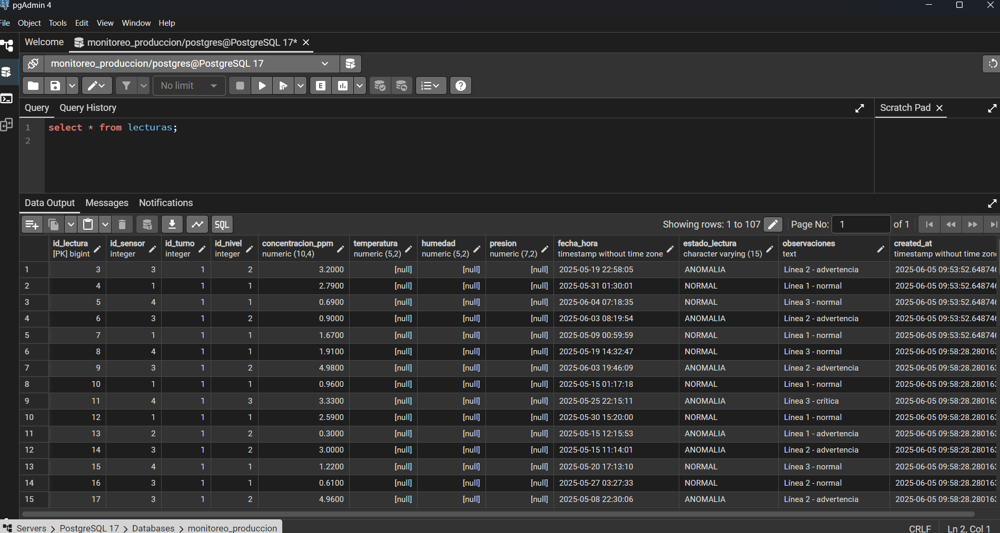 pgAdmin 4
File Object Tools Edit View Window Help
Welcome monitoreo_produccion/postgres@PostgreSQL 17*
monitoreo_produccion/postgres@PostgreSQL 17
No limit
E
Query Query History
Scratch Pad
1 select * from lecturas;
2
Data Output Messages Notifications
SQL
Showing rows: 1 to 107
Page No: 1 of 1
id_lectura id_sensor id_turno id_nivel concentracion_ppm temperatura humedad presion fecha_hora estado_lectura observaciones created_at
[PK] bigint integer integer integer numeric (10,4) numeric (5,2) numeric (5,2) numeric (7,2) timestamp without time zone character varying (15) text timestamp without time
1 3 3 1 2 3.2000 [null] [null] [null] 2025-05-19 22:58:05 ANOMALIA Línea 2 - advertencia 2025-06-05 09:53:52.64874
2 4 1 1 1 2.7900 [null] [null] [null] 2025-05-31 01:30:01 NORMAL Línea 1 - normal 2025-06-05 09:53:52.64874
3 5 4 1 1 0.6900 [null] [null] [null] 2025-06-04 07:18:35 NORMAL Línea 3 - normal 2025-06-05 09:53:52.64874
4 6 3 1 2 0.9000 [null] [null] [null] 2025-06-03 08:19:54 ANOMALIA Línea 2 - advertencia 2025-06-05 09:53:52.64874
5 7 1 1 1 1.6700 [null] [null] [null] 2025-05-09 00:59:59 NORMAL Línea 1 - normal 2025-06-05 09:53:52.64874
6 8 4 1 1 1.9100 [null] [null] [null] 2025-05-19 14:32:47 NORMAL Línea 3 - normal 2025-06-05 09:58:28.28016
7 9 3 1 2 4.9800 [null] [null] [null] 2025-06-03 19:46:09 ANOMALIA Línea 2 - advertencia 2025-06-05 09:58:28.28016
8 10 1 1 1 0.9600 [null] [null] [null] 2025-05-15 01:17:18 NORMAL Línea 1 - normal 2025-06-05 09:58:28.28016
9 11 4 1 3 3.3300 [null] [null] [null] 2025-05-25 22:15:11 ANOMALIA Línea 3 - crítica 2025-06-05 09:58:28.28016
10 12 1 1 1 2.5900 [null] [null] [null] 2025-05-30 15:20:00 NORMAL Línea 1 - normal 2025-06-05 09:58:28.28016
11 13 2 1 2 0.3000 [null] [null] [null] 2025-05-15 12:15:53 ANOMALIA Línea 1 - advertencia 2025-06-05 09:58:28.28016
12 14 3 1 2 3.0000 [null] [null] [null] 2025-05-15 11:14:01 ANOMALIA Línea 2 - advertencia 2025-06-05 09:58:28.28016
13 15 4 1 1 1.2200 [null] [null] [null] 2025-05-20 17:13:10 NORMAL Línea 3 - normal 2025-06-05 09:58:28.28016
14 16 3 1 1 0.6100 [null] [null] [null] 2025-05-27 03:27:33 NORMAL Línea 2 - normal 2025-06-05 09:58:28.28016
15 17 3 1 2 4.9600 [null] [null] [null] 2025-05-08 22:30:06 ANOMALIA Línea 2 - advertencia 2025-06-05 09:58:28.28016
Servers > PostgreSQL 17 > Databases > monitoreo_produccion
CRLF Ln 2, Col 1